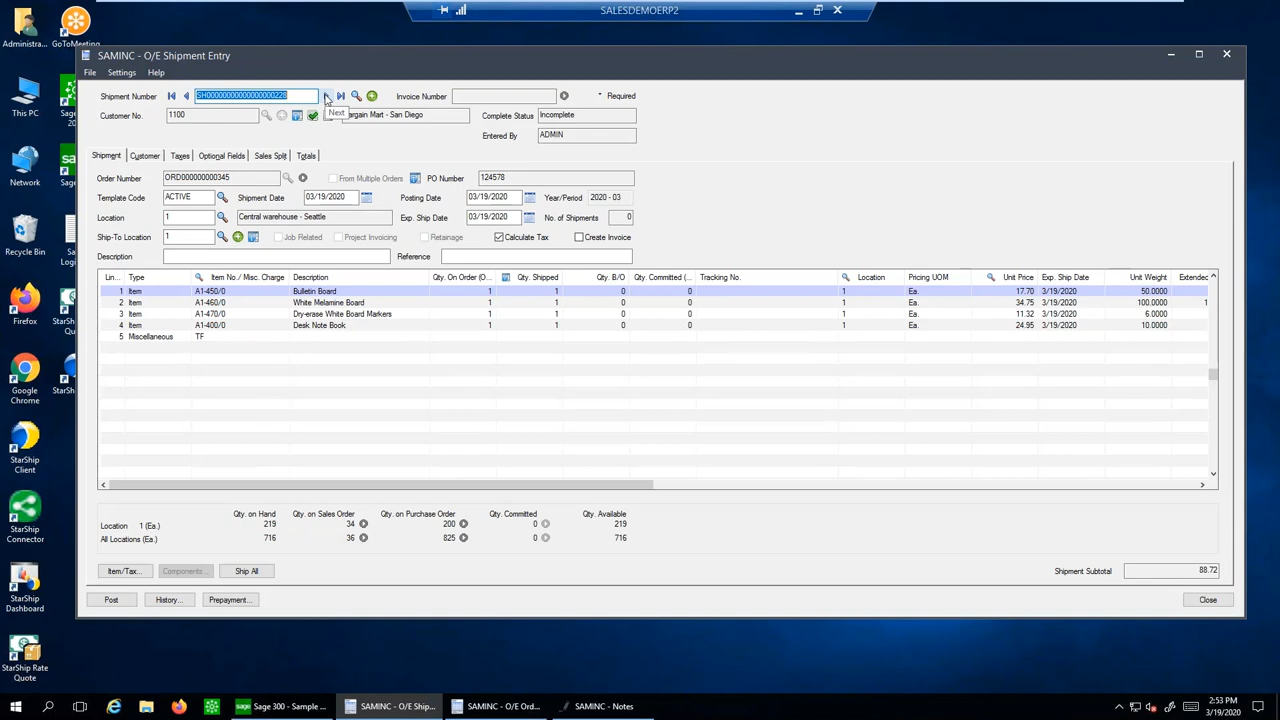 SALESDEMOERP2
Administra...
GoToMeeting
This PC
Network
Recycle Bin
Firefox
Google Chrome
StarShip Client
StarShip Connector
StarShip Dashboard
StarShip Rate Quote
SAMINC - O/E Shipment Entry
File Settings Help
Shipment Number
Invoice Number * Required
Next
Customer No. 1100 argain Mart - San Diego Complete Status Incomplete
Entered By ADMIN
Shipment Customer Taxes Optional Fields Sales Split Totals
Order Number ORD000000000345 From Multiple Orders PO Number 124578
Template Code ACTIVE Shipment Date 03/19/2020 Posting Date 03/19/2020 Year/Period 2020 - 03
Location 1 Central warehouse - Seattle Exp. Ship Date 03/19/2020 No. of Shipments 0
Ship-To Location 1 Job Related Project Invoicing Retainage Calculate Tax Create Invoice
Description Reference
Lin... Type Item No./ Misc. Charge Description Qty. On Order (O... Qty. Shipped Qty. B/O Qty. Committed (... Tracking No. Location Pricing UOM Unit Price Exp. Ship Date Unit Weight Extended
1 Item A1-450/0 Bulletin Board 1 1 0 0 1 Ea. 17.70 3/19/2020 50.0000
2 Item A1-460/0 White Melamine Board 1 1 0 0 1 Ea. 34.75 3/19/2020 100.0000 1
3 Item A1-470/0 Dry-erase White Board Markers 1 1 0 0 1 Ea. 11.32 3/19/2020 6.0000
4 Item A1-400/0 Desk Note Book 1 1 0 0 1 Ea. 24.95 3/19/2020 10.0000
5 Miscellaneous TF
Qty. on Hand Qty. on Sales Order Qty. on Purchase Order Qty. Committed Qty. Available
Location 1 (Ea.) 219 34 200 0 219
All Locations (Ea.) 716 36 825 0 716
Item/Tax... Components... Ship All Shipment Subtotal 88.72
Post History... Prepayment... Close
Sage 300 - Sample ... SAMINC - O/E Ship... SAMINC - O/E Ord... SAMINC - Notes
2:53 PM
3/19/2020